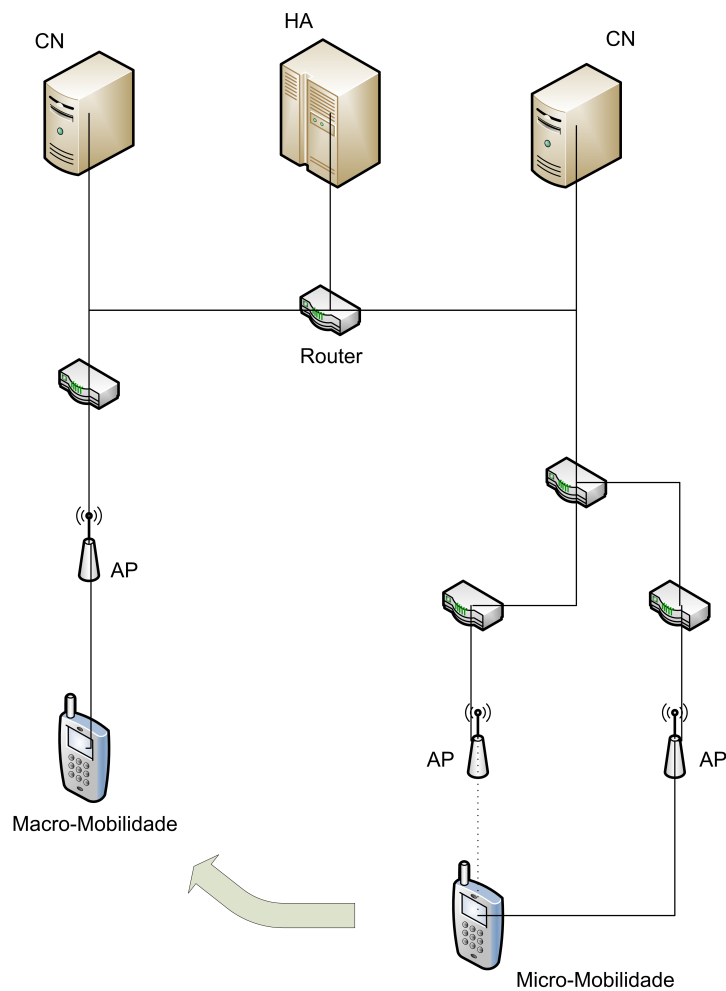 HA
CN
CN
Router
AP
AP
AP
Macro-Mobilidade
Micro-Mobilidade